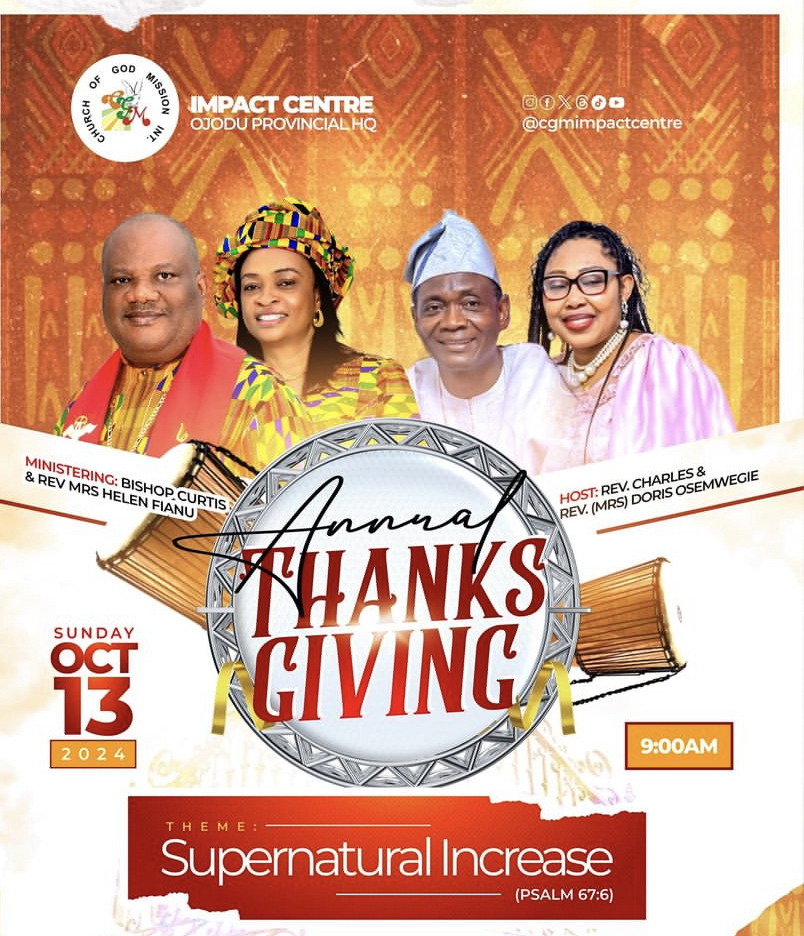 CHURCH OF GOD MISSION INT.
CGM
IMPACT CENTRE
OJODU PROVINCIAL HQ
@cgmimpactcentre
MINISTERING: BISHOP CURTIS
& REV MRS HELEN FIANU
HOST: REV. CHARLES &
REV. (MRS) DORIS OSEMWEGIE
Annual
THANKS
GIVING
SUNDAY
OCT
13
2024
9:00AM
THEME:
Supernatural Increase
(PSALM 67:6)